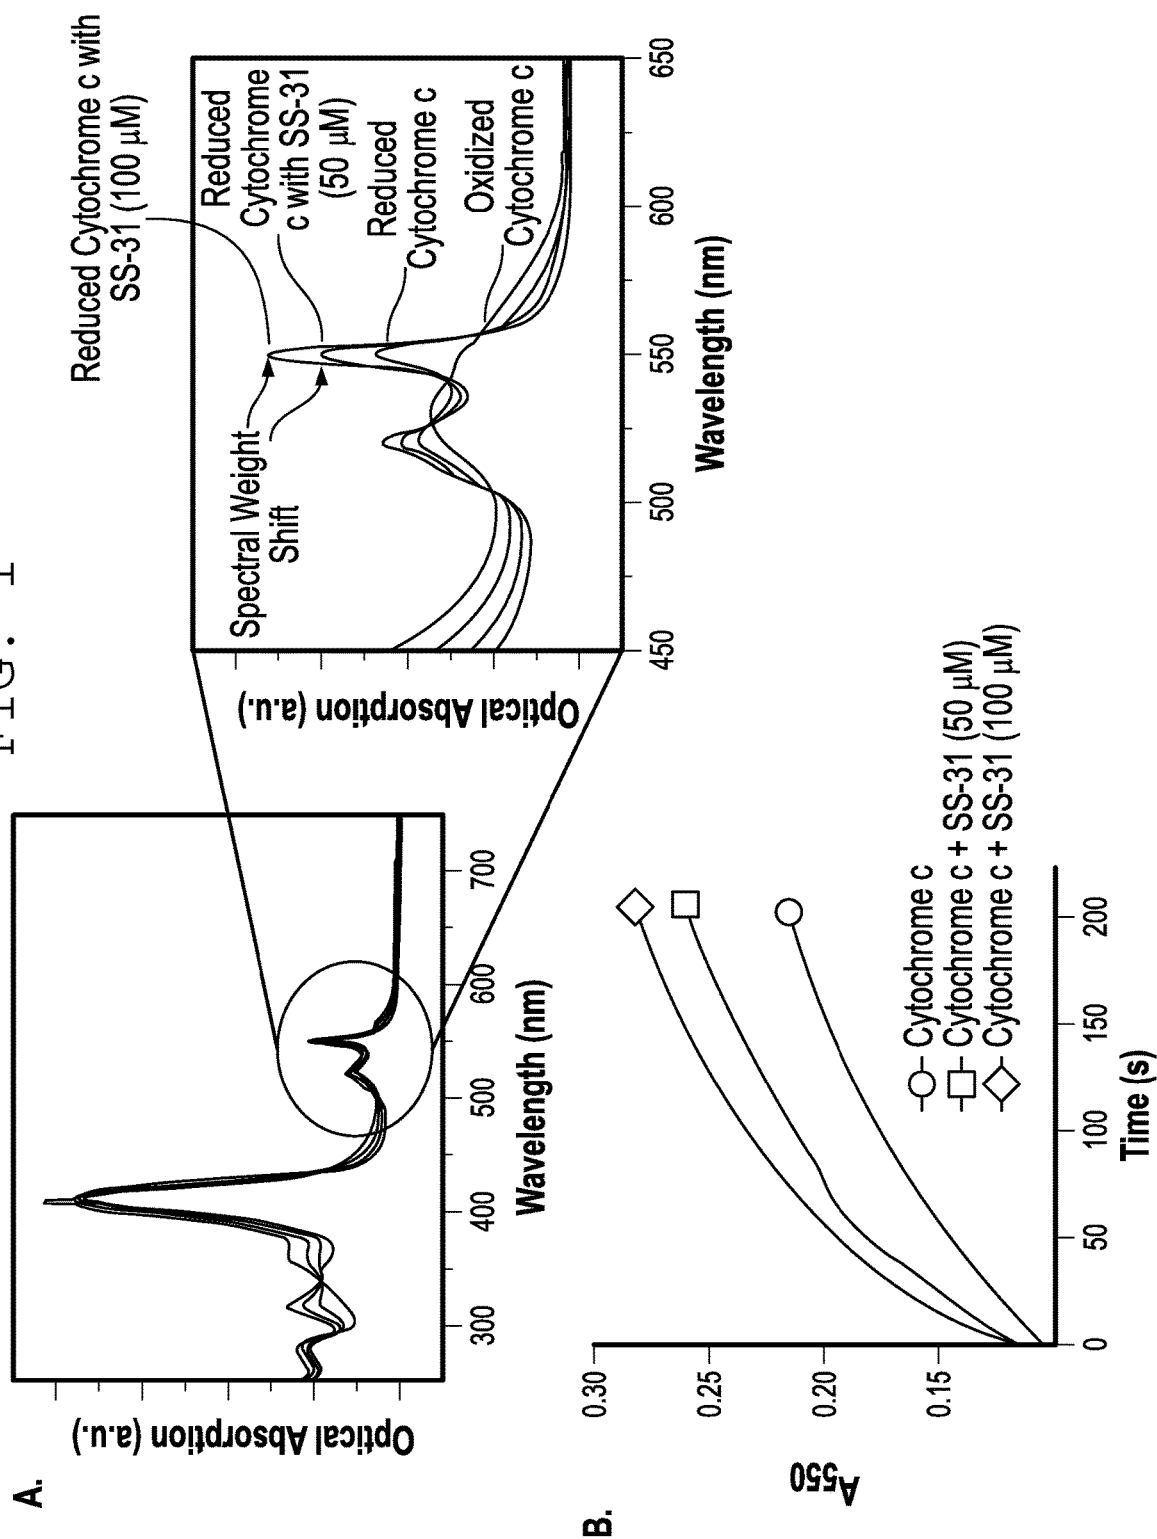 FIG. 1
A.
Optical Absorption (a.u.)
300
400
500
600
700
Wavelength (nm)
Reduced Cytochrome c with
SS-31 (100 μM)
Spectral Weight
Shift
Reduced
Cytochrome
c with SS-31
(50 μM)
Reduced
Cytochrome c
Oxidized
Cytochrome c
Optical Absorption (a.u.)
450
500
550
600
650
Wavelength (nm)
B.
A550
0.30
0.25
0.20
0.15
0
50
100
150
200
Time (s)
Cytochrome c
Cytochrome c + SS-31 (50 μM)
Cytochrome c + SS-31 (100 μM)